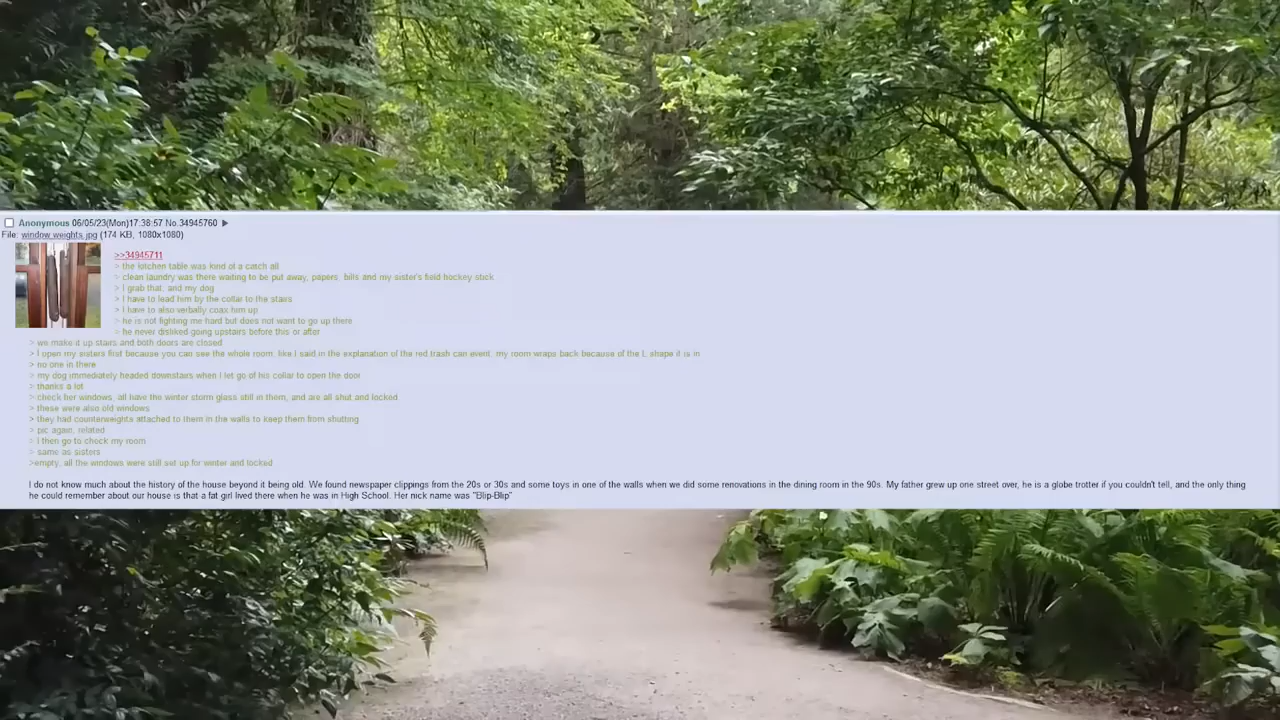 Anonymous 06/05/23(Mon)17:38:57 No.34945760 ▶
File: window weights.jpg (174 KB, 1080x1080)
>>34945711
> the kitchen table was kind of a catch all
> clean laundry was there waiting to be put away, papers, bills and my sister's field hockey stick
> I grab that, and my dog
> I have to lead him by the collar to the stairs
> I have to also verbally coax him up
> he is not fighting me hard but does not want to go up there
> he never disliked going upstairs before this or after
> we make it up stairs and both doors are closed
> I open my sisters first because you can see the whole room, like I said in the explanation of the red trash can event, my room wraps back because of the L shape it is in
> no one in there
> my dog immediately headed downstairs when I let go of his collar to open the door
> thanks a lot
> check her windows, all have the winter storm glass still in them, and are all shut and locked
> these were also old windows
> they had counterweights attached to them in the walls to keep them from shutting
> pic again, related
> I then go to check my room
> same as sisters
>empty, all the windows were still set up for winter and locked
I do not know much about the history of the house beyond it being old. We found newspaper clippings from the 20s or 30s and some toys in one of the walls when we did some renovations in the dining room in the 90s. My father grew up one street over, he is a globe trotter if you couldn't tell, and the only thing
he could remember about our house is that a fat girl lived there when he was in High School. Her nick name was "Blip-Blip"